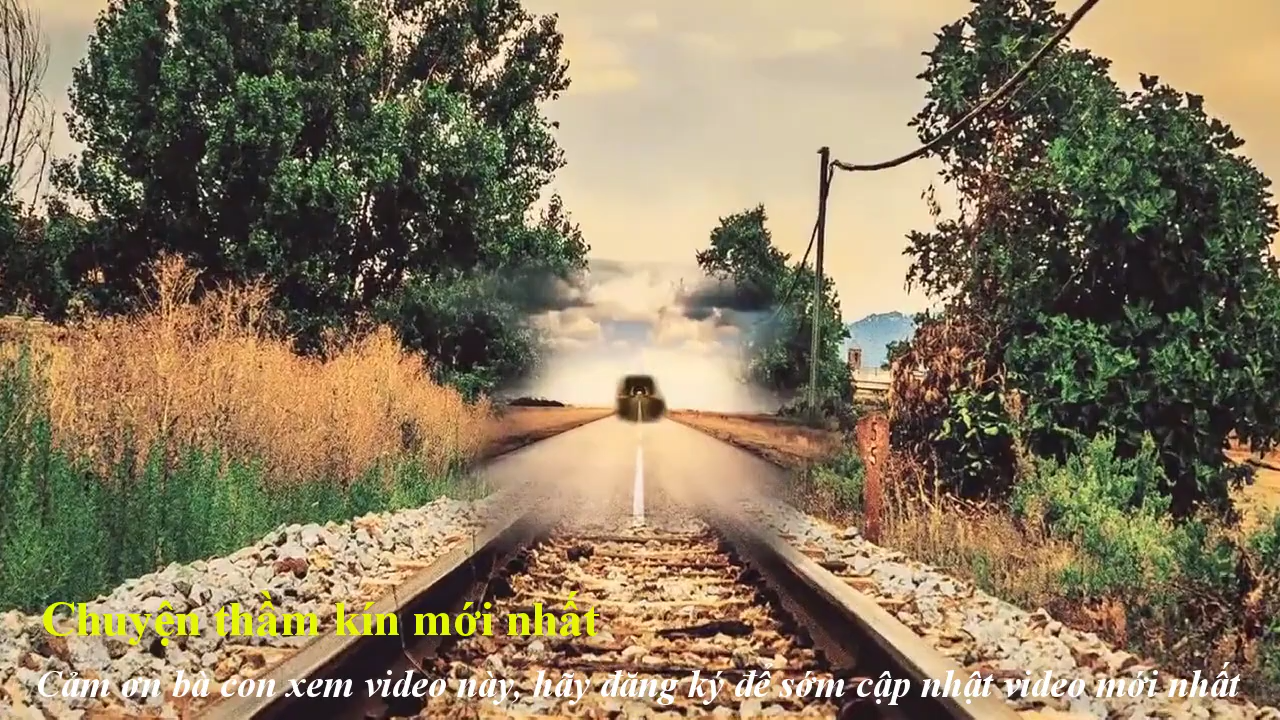 55
Chuyện thầm kín mới nhất
Cảm ơn bà con xem video này, hãy đăng ký để sớm cập nhật video mới nhất